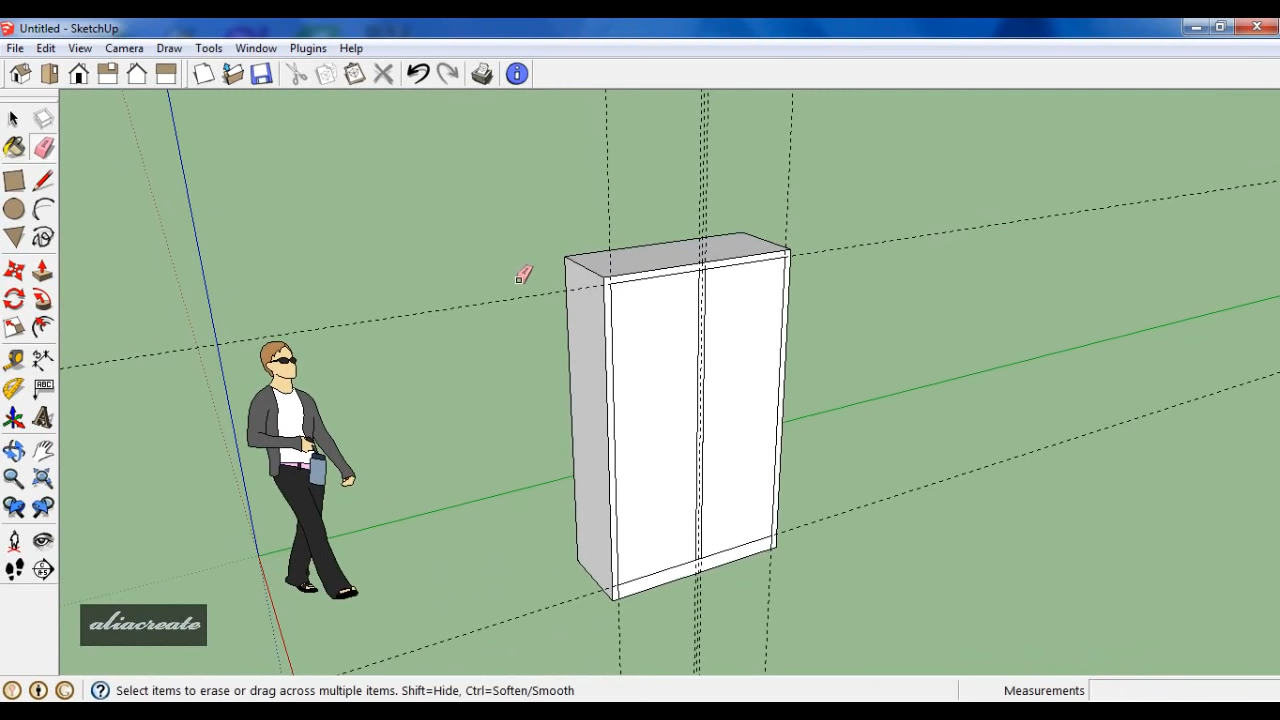 Untitled - SketchUp
File Edit View Camera Draw Tools Window Plugins Help
ABC
A
aliacreate
Select items to erase or drag across multiple items. Shift=Hide, Ctrl=Soften/Smooth
Measurements